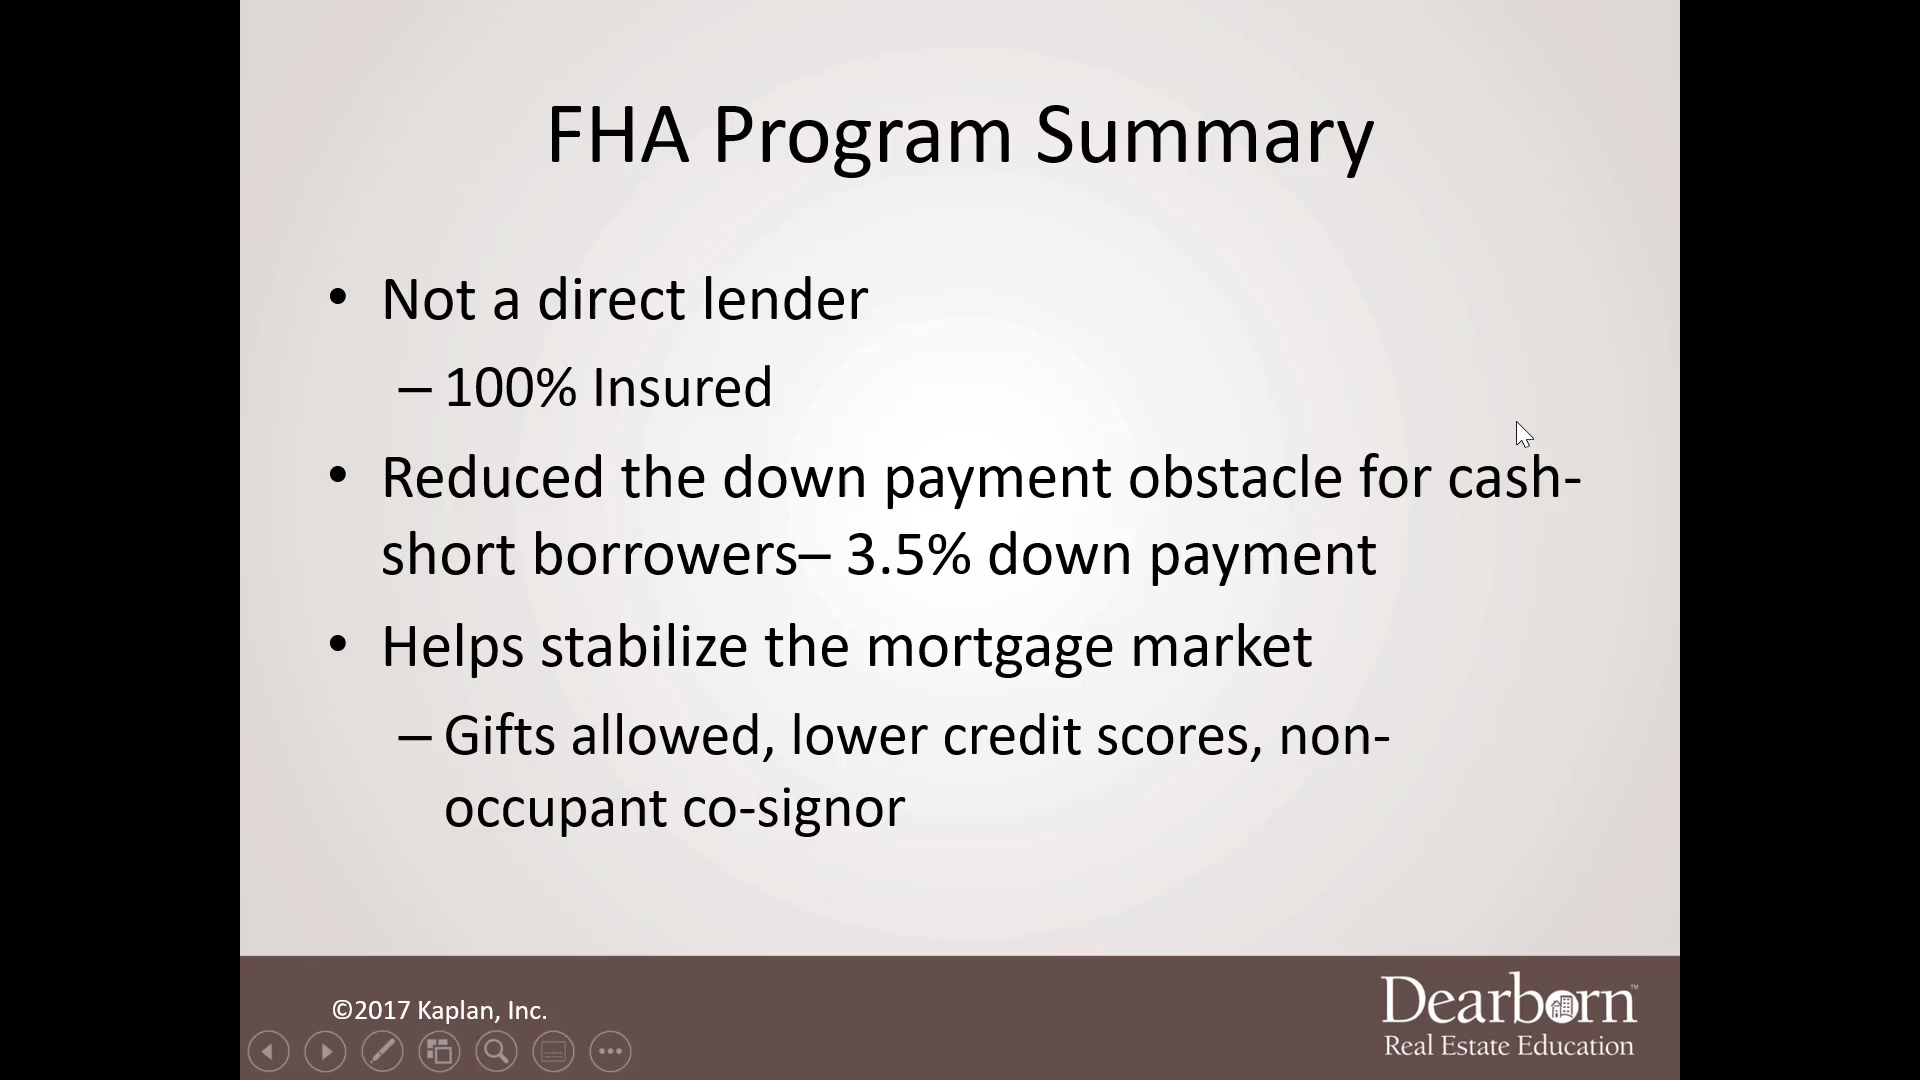 FHA Program Summary
• Not a direct lender
– 100% Insured
• Reduced the down payment obstacle for cash-
short borrowers– 3.5% down payment
• Helps stabilize the mortgage market
– Gifts allowed, lower credit scores, non-
occupant co-signor
©2017 Kaplan, Inc.
Dearborn™
Real Estate Education